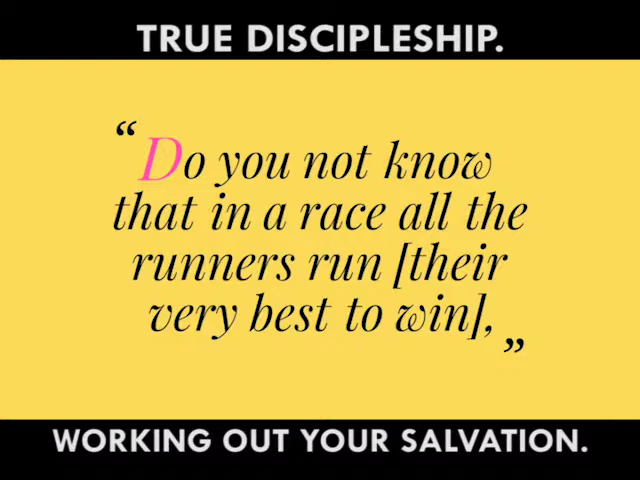 TRUE DISCIPLESHIP.
“Do you not know
that in a race all the
runners run [their
very best to win],”
WORKING OUT YOUR SALVATION.